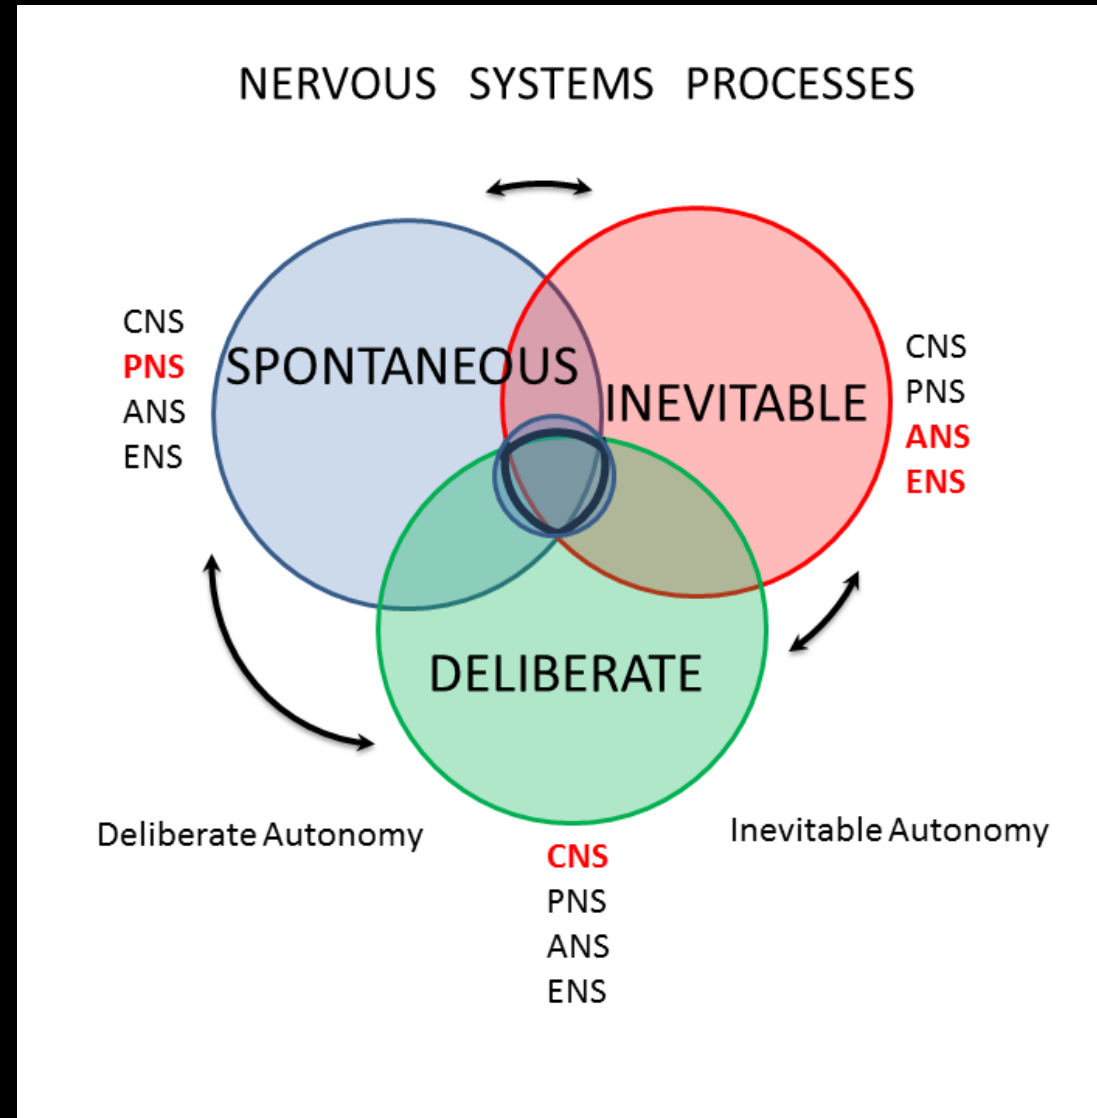 NERVOUS SYSTEMS PROCESSES
SPONTANEOUS
INEVITABLE
DELIBERATE
CNS
PNS
ANS
ENS
CNS
PNS
ANS
ENS
Deliberate Autonomy
Inevitable Autonomy
CNS
PNS
ANS
ENS